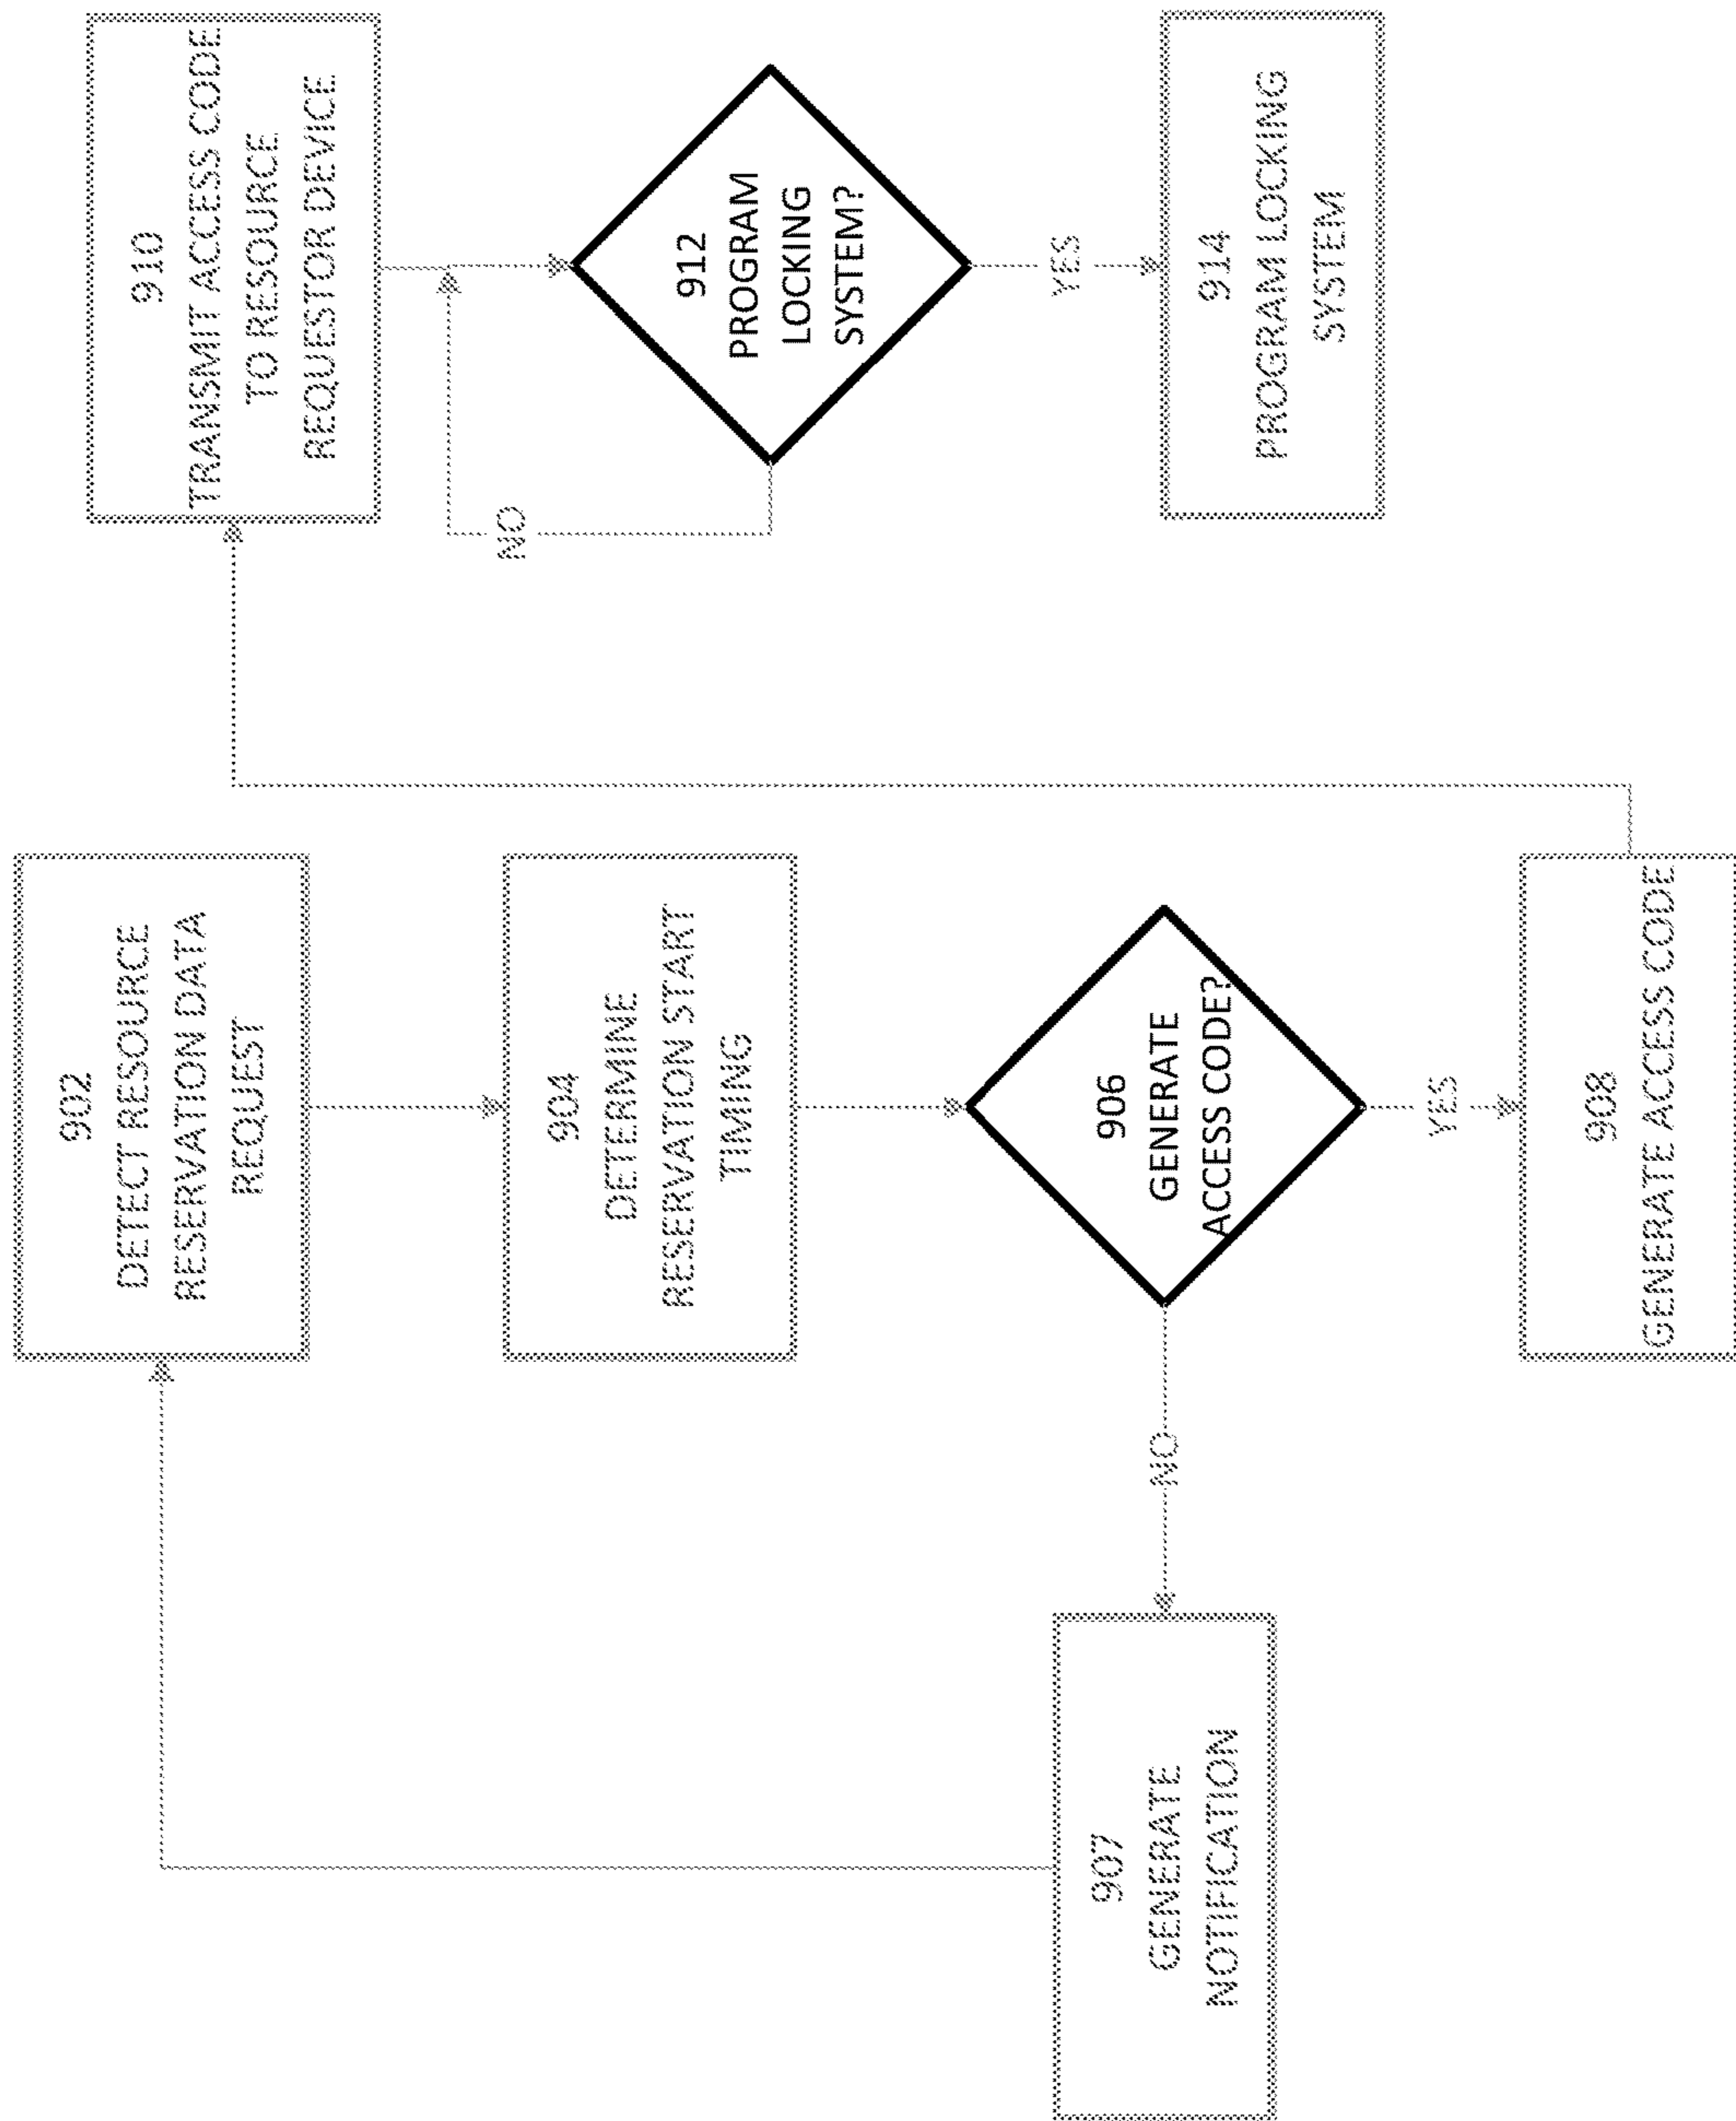 902
DETECT RESOURCE
RESERVATION DATA
REQUEST
904
DETERMINE
RESERVATION START
TIMING
906
GENERATE
ACCESS CODE?
NO
907
GENERATE
NOTIFICATION
YES
908
GENERATE ACCESS CODE
910
TRANSMIT ACCESS CODE
TO RESOURCE
REQUESTOR DEVICE
912
PROGRAM
LOCKING
SYSTEM?
NO
YES
914
PROGRAM LOCKING
SYSTEM